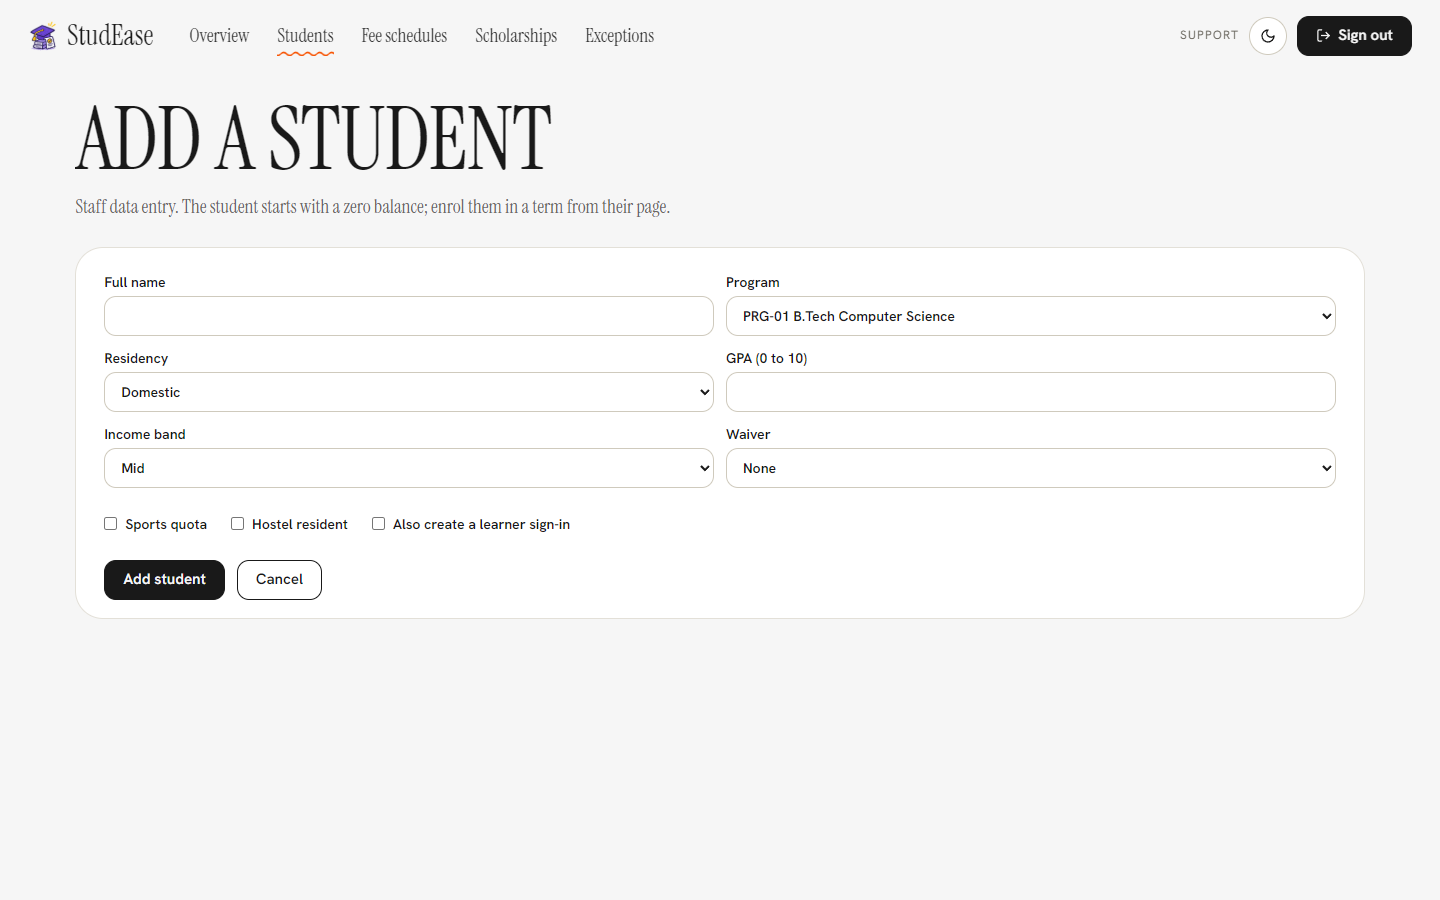 StudEase Overview Students Fee schedules Scholarships Exceptions SUPPORT Sign out
ADD A STUDENT
Staff data entry. The student starts with a zero balance; enrol them in a term from their page.
Full name Program
PRG-01 B.Tech Computer Science
Residency GPA (0 to 10)
Domestic
Income band Waiver
Mid None
Sports quota Hostel resident Also create a learner sign-in
Add student Cancel